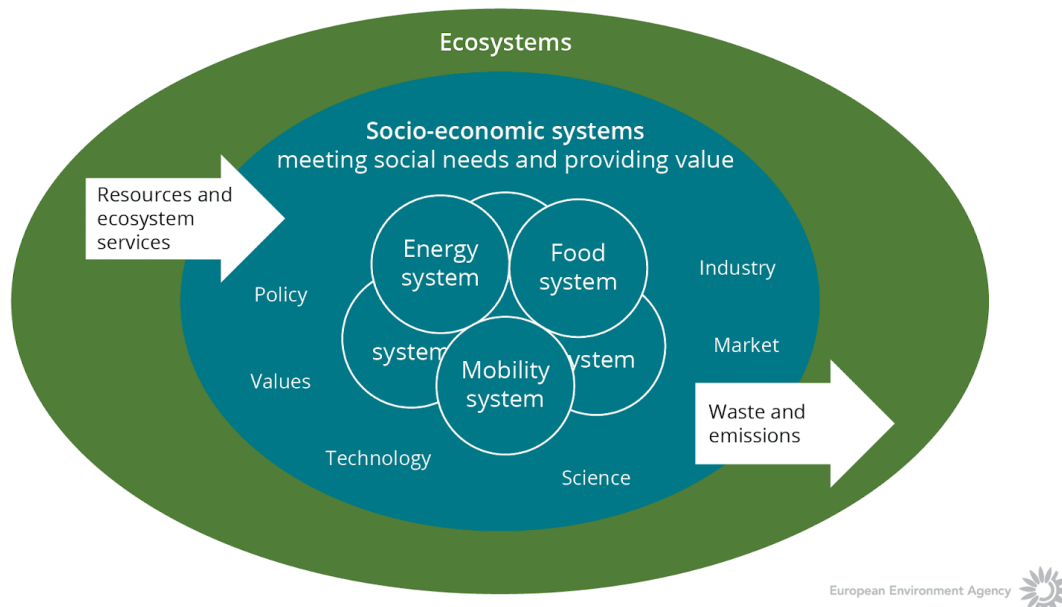 Ecosystems
Socio-economic systems
meeting social needs and providing value
Resources and
ecosystem
services
Energy
system
Food
system
Policy
Industry
system
Mobility
system
Market
Values
Waste and
emissions
Technology
Science
European Environment Agency